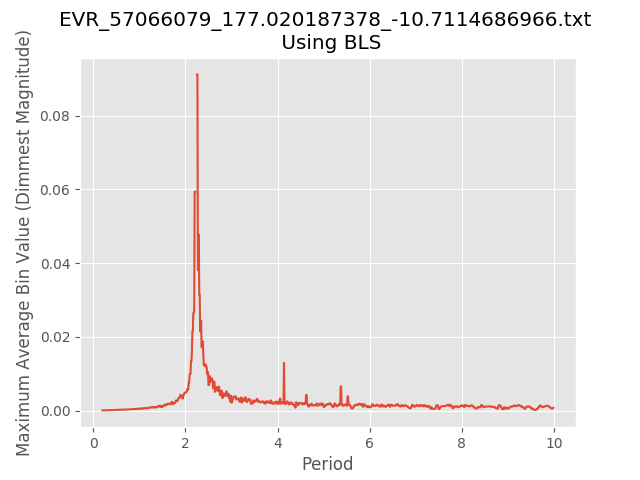 EVR_57066079_177.020187378_-10.7114686966.txt
Using BLS
Maximum Average Bin Value (Dimmest Magnitude)
0.08
0.06
0.04
0.02
0.00
0 2 4 6 8 10
Period